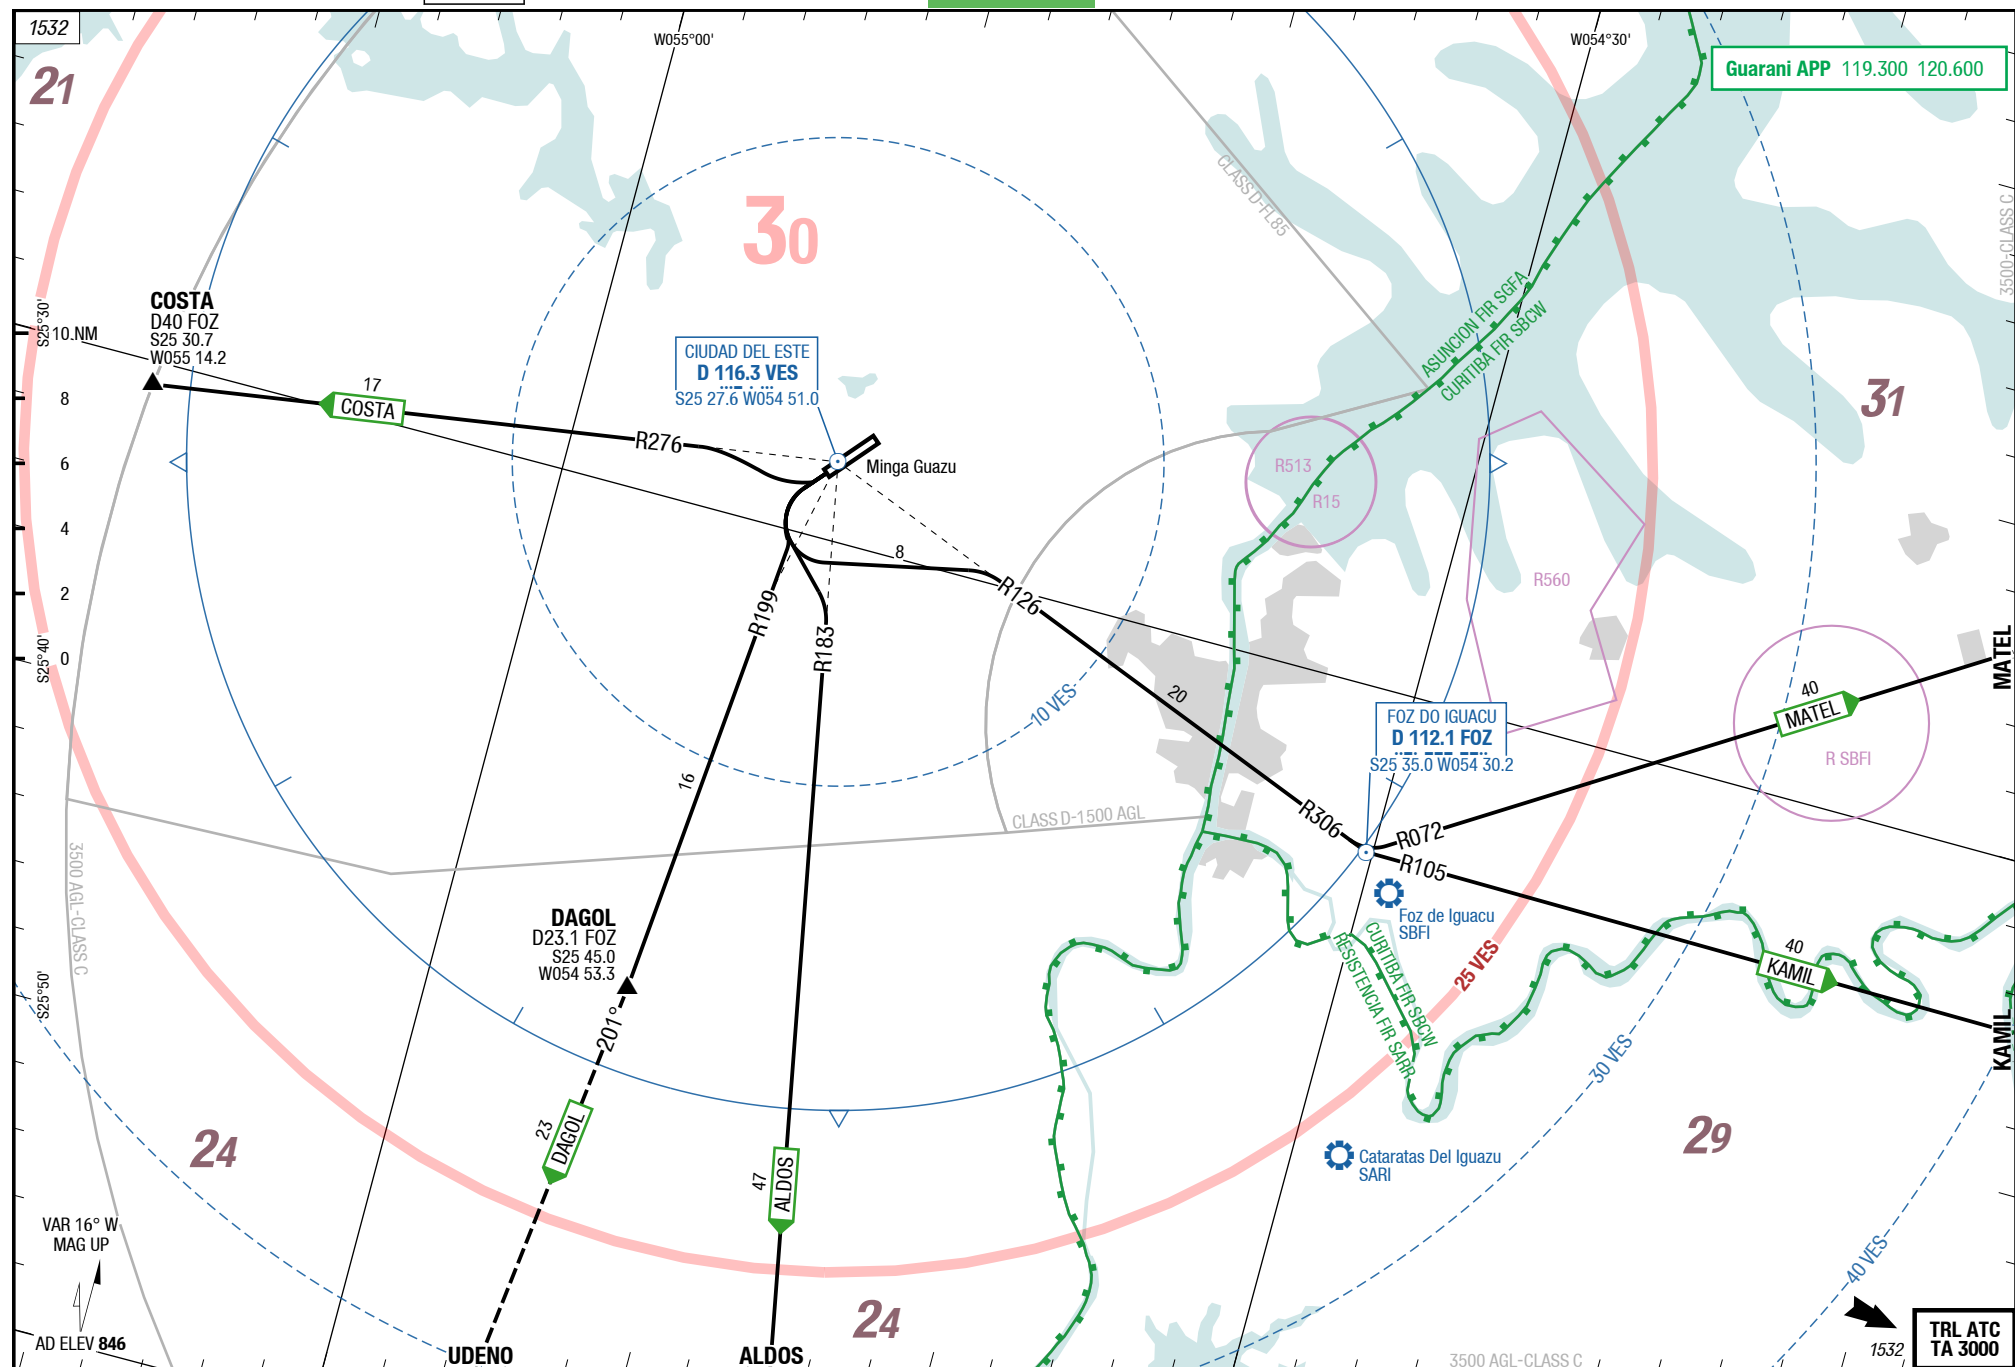 1532
21
W055°00'
W054°30'
Guarani APP 119.300 120.600
30
CLASS D-FL85
3500-CLASS C
ASUNCION FIR SGFA
CURITIBA FIR SBCW
COSTA
D40 FOZ
S25 30.7
W055 14.2
S25°30'
10 NM
8
6
4
2
0
S25°40'
S25°50'
17
COSTA
R276
CIUDAD DEL ESTE
D 116.3 VES
S25 27.6 W054 51.0
Minga Guazu
31
R513
R15
R560
8
R126
R199
R183
10 VES
20
16
MATEL
40
MATEL
R SBFI
FOZ DO IGUACU
D 112.1 FOZ
S25 35.0 W054 30.2
R306
R072
R105
CLASS D-1500 AGL
3500 AGL-CLASS C
Foz de Iguacu
SBFI
CURITIBA FIR SBCW
RESISTENCIA FIR SARR
25 VES
40
KAMIL
KAMIL
DAGOL
D23.1 FOZ
S25 45.0
W054 53.3
201°
23
DAGOL
47
ALDOS
30 VES
24
29
Cataratas Del Iguazu
SARI
VAR 16° W
MAG UP
40 VES
24
AD ELEV 846
UDENO
ALDOS
3500 AGL-CLASS C
1532
TRL ATC
TA 3000